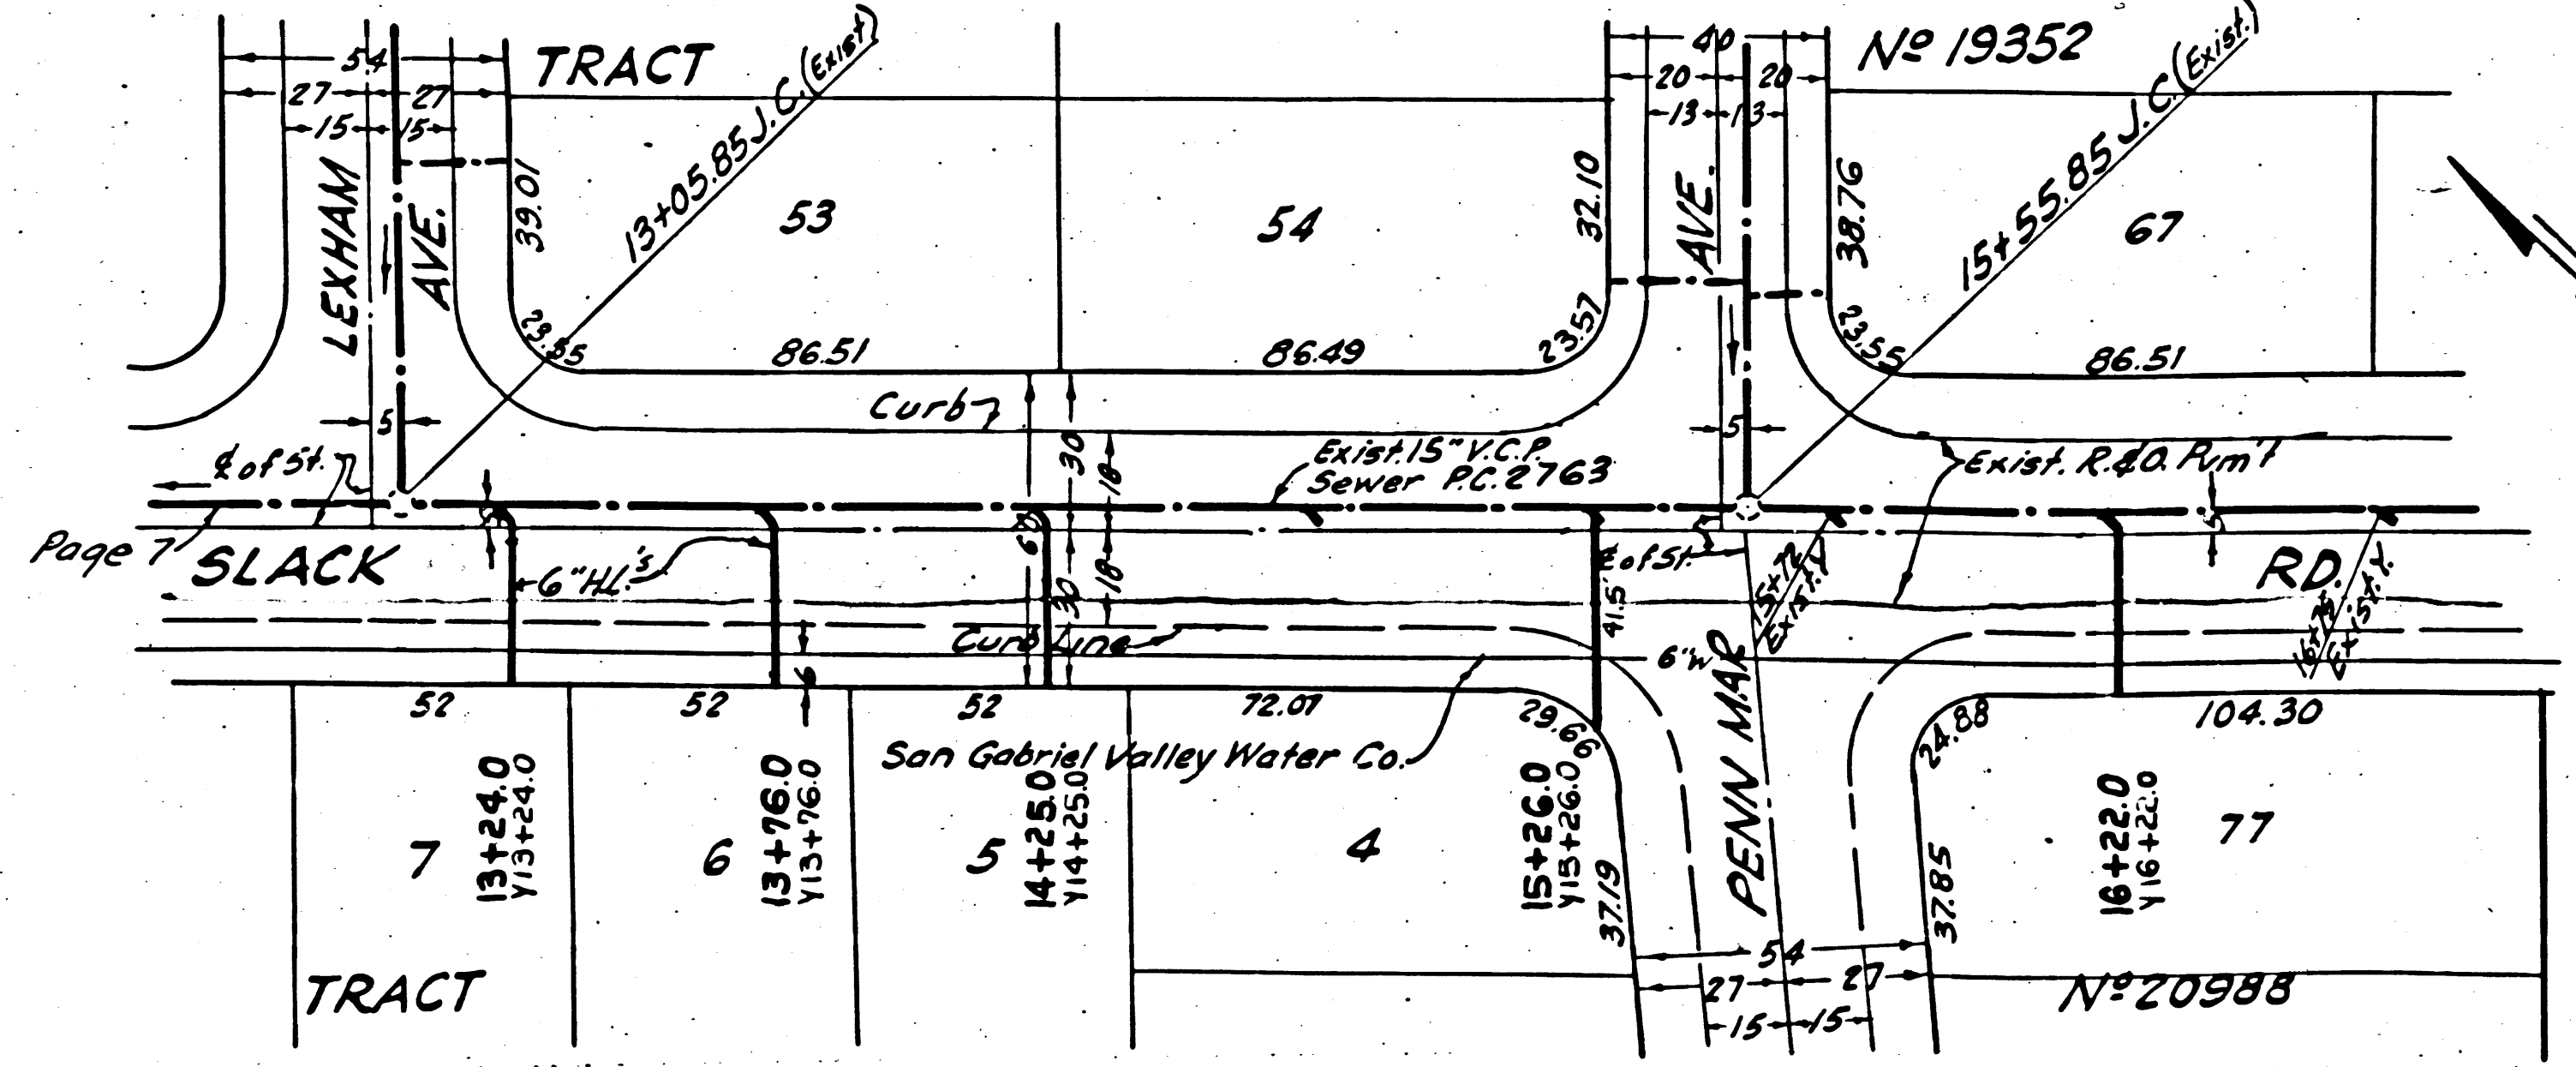 54
27 27
15 15
TRACT
13+05.85 J.C. (Exist)
40
20 20
13 13
Nº 19352
15+55.85 J.C. (Exist.)
LEXHAM AVE.
39.01
53
54
32.10
AVE.
38.76
67
23.55
86.51
86.49
23.57
23.55
86.51
5
Curb
30
18
5
℄ of St.
Exist. 15" V.C.P.
Sewer P.C. 2763
Exist. R.&O. Pvm't
Page 7
SLACK
5
6" H.L.'s
60
30
18
℄ of St.
41.5
15+72
Exist. Y.
5
RD.
16+75
Exist. Y.
Curb Line
6" W
6
52
52
52
72.07
29.66
24.88
104.30
San Gabriel Valley Water Co.
PENN MAR
7
13+24.0
Y13+24.0
6
13+76.0
Y13+76.0
5
14+25.0
Y14+25.0
4
15+26.0
Y15+26.0
37.19
37.85
16+22.0
Y16+22.0
77
54
27 27
15 15
TRACT
Nº 20988